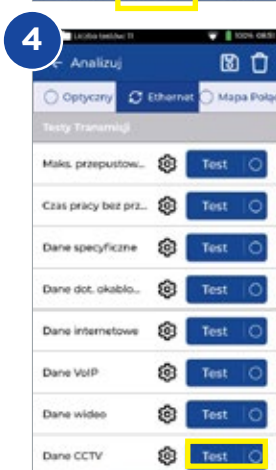 4
Liczba testów: 11 100% 08:51
← Analizuj
Optyczny Ethernet Mapa Połą
Testy Transmisji
Maks. przepustow... Test
Czas pracy bez prz... Test
Dane specyficzne Test
Dane dot. okablo... Test
Dane internetowe Test
Dane VoIP Test
Dane wideo Test
Dane CCTV Test